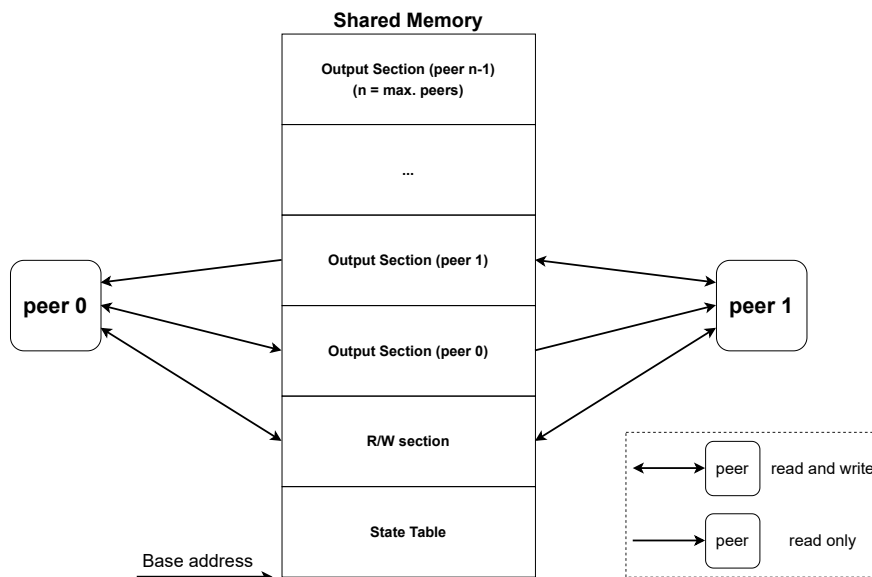 Shared Memory
Output Section (peer n-1)
(n = max. peers)
...
Output Section (peer 1)
peer 0
peer 1
Output Section (peer 0)
R/W section
peer read and write
State Table
peer read only
Base address